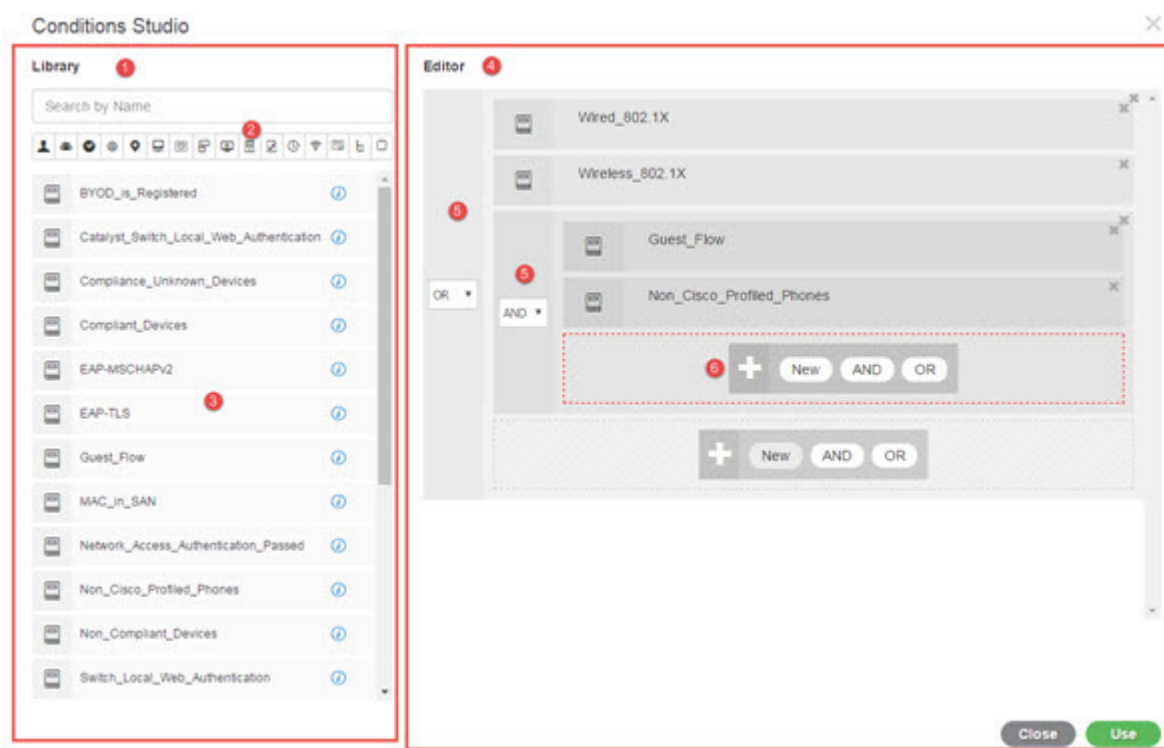 Conditions Studio
Library 1
Search by Name
2
BYOD_is_Registered
Catalyst_Switch_Local_Web_Authentication
Compliance_Unknown_Devices
Compliant_Devices
EAP-MSCHAPv2
EAP-TLS
3
Guest_Flow
MAC_in_SAN
Network_Access_Authentication_Passed
Non_Cisco_Profiled_Phones
Non_Compliant_Devices
Switch_Local_Web_Authentication
Editor 4
Wired_802.1X
Wireless_802.1X
5
OR
5
AND
Guest_Flow
Non_Cisco_Profiled_Phones
6 New AND OR
New AND OR
Close Use